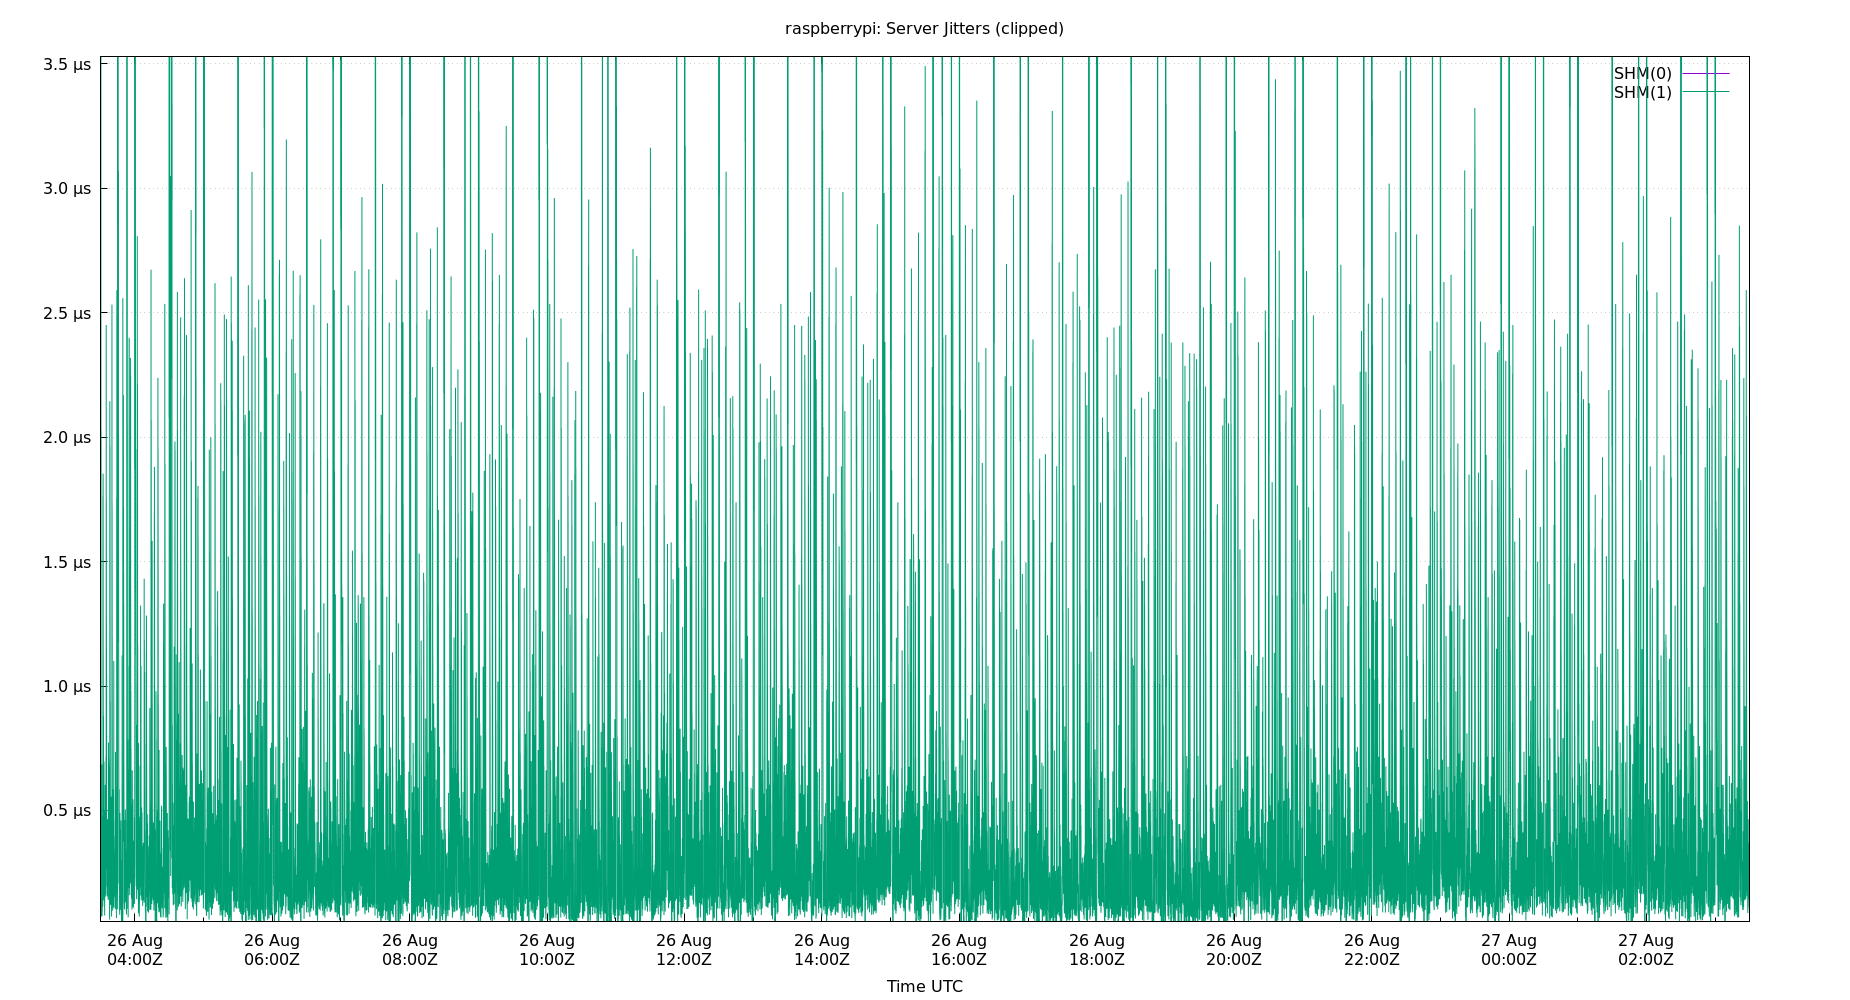 raspberrypi: Server Jitters (clipped)
3.5 µs
SHM(0)
SHM(1)
3.0 µs
2.5 µs
2.0 µs
1.5 µs
1.0 µs
0.5 µs
26 Aug 26 Aug 26 Aug 26 Aug 26 Aug 26 Aug 26 Aug 26 Aug 26 Aug 26 Aug 27 Aug 27 Aug
04:00Z 06:00Z 08:00Z 10:00Z 12:00Z 14:00Z 16:00Z 18:00Z 20:00Z 22:00Z 00:00Z 02:00Z
Time UTC